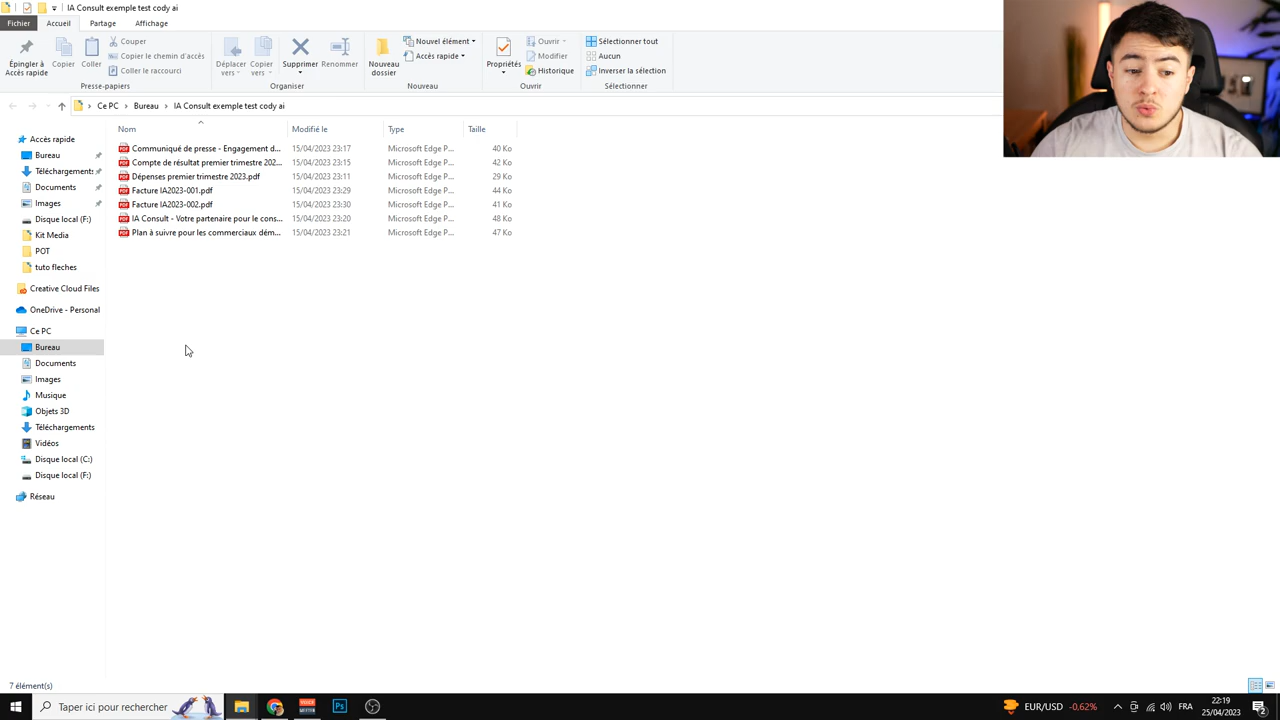 IA Consult exemple test cody ai
Fichier Accueil Partage Affichage
Épingler à Accès rapide
Copier
Coller
Couper
Copier le chemin d'accès
Coller le raccourci
Presse-papiers
Déplacer vers
Copier vers
Supprimer
Renommer
Organiser
Nouveau dossier
Nouvel élément
Accès rapide
Nouveau
Propriétés
Ouvrir
Modifier
Historique
Ouvrir
Sélectionner tout
Aucun
Inverser la sélection
Sélectionner
Ce PC > Bureau > IA Consult exemple test cody ai
Nom Modifié le Type Taille
Communiqué de presse - Engagement d... 15/04/2023 23:17 Microsoft Edge P... 40 Ko
Compte de résultat premier trimestre 202... 15/04/2023 23:15 Microsoft Edge P... 42 Ko
Dépenses premier trimestre 2023.pdf 15/04/2023 23:11 Microsoft Edge P... 29 Ko
Facture IA2023-001.pdf 15/04/2023 23:29 Microsoft Edge P... 44 Ko
Facture IA2023-002.pdf 15/04/2023 23:30 Microsoft Edge P... 41 Ko
IA Consult - Votre partenaire pour le cons... 15/04/2023 23:20 Microsoft Edge P... 48 Ko
Plan à suivre pour les commerciaux dém... 15/04/2023 23:21 Microsoft Edge P... 47 Ko
Accès rapide
Bureau
Téléchargements
Documents
Images
Disque local (F:)
Kit Media
POT
tuto fleches
Creative Cloud Files
OneDrive - Personal
Ce PC
Bureau
Documents
Images
Musique
Objets 3D
Téléchargements
Vidéos
Disque local (C:)
Disque local (F:)
Réseau
7 élément(s)
Taper ici pour rechercher
Ps
EUR/USD -0,62%
FRA
22:19
25/04/2023
2